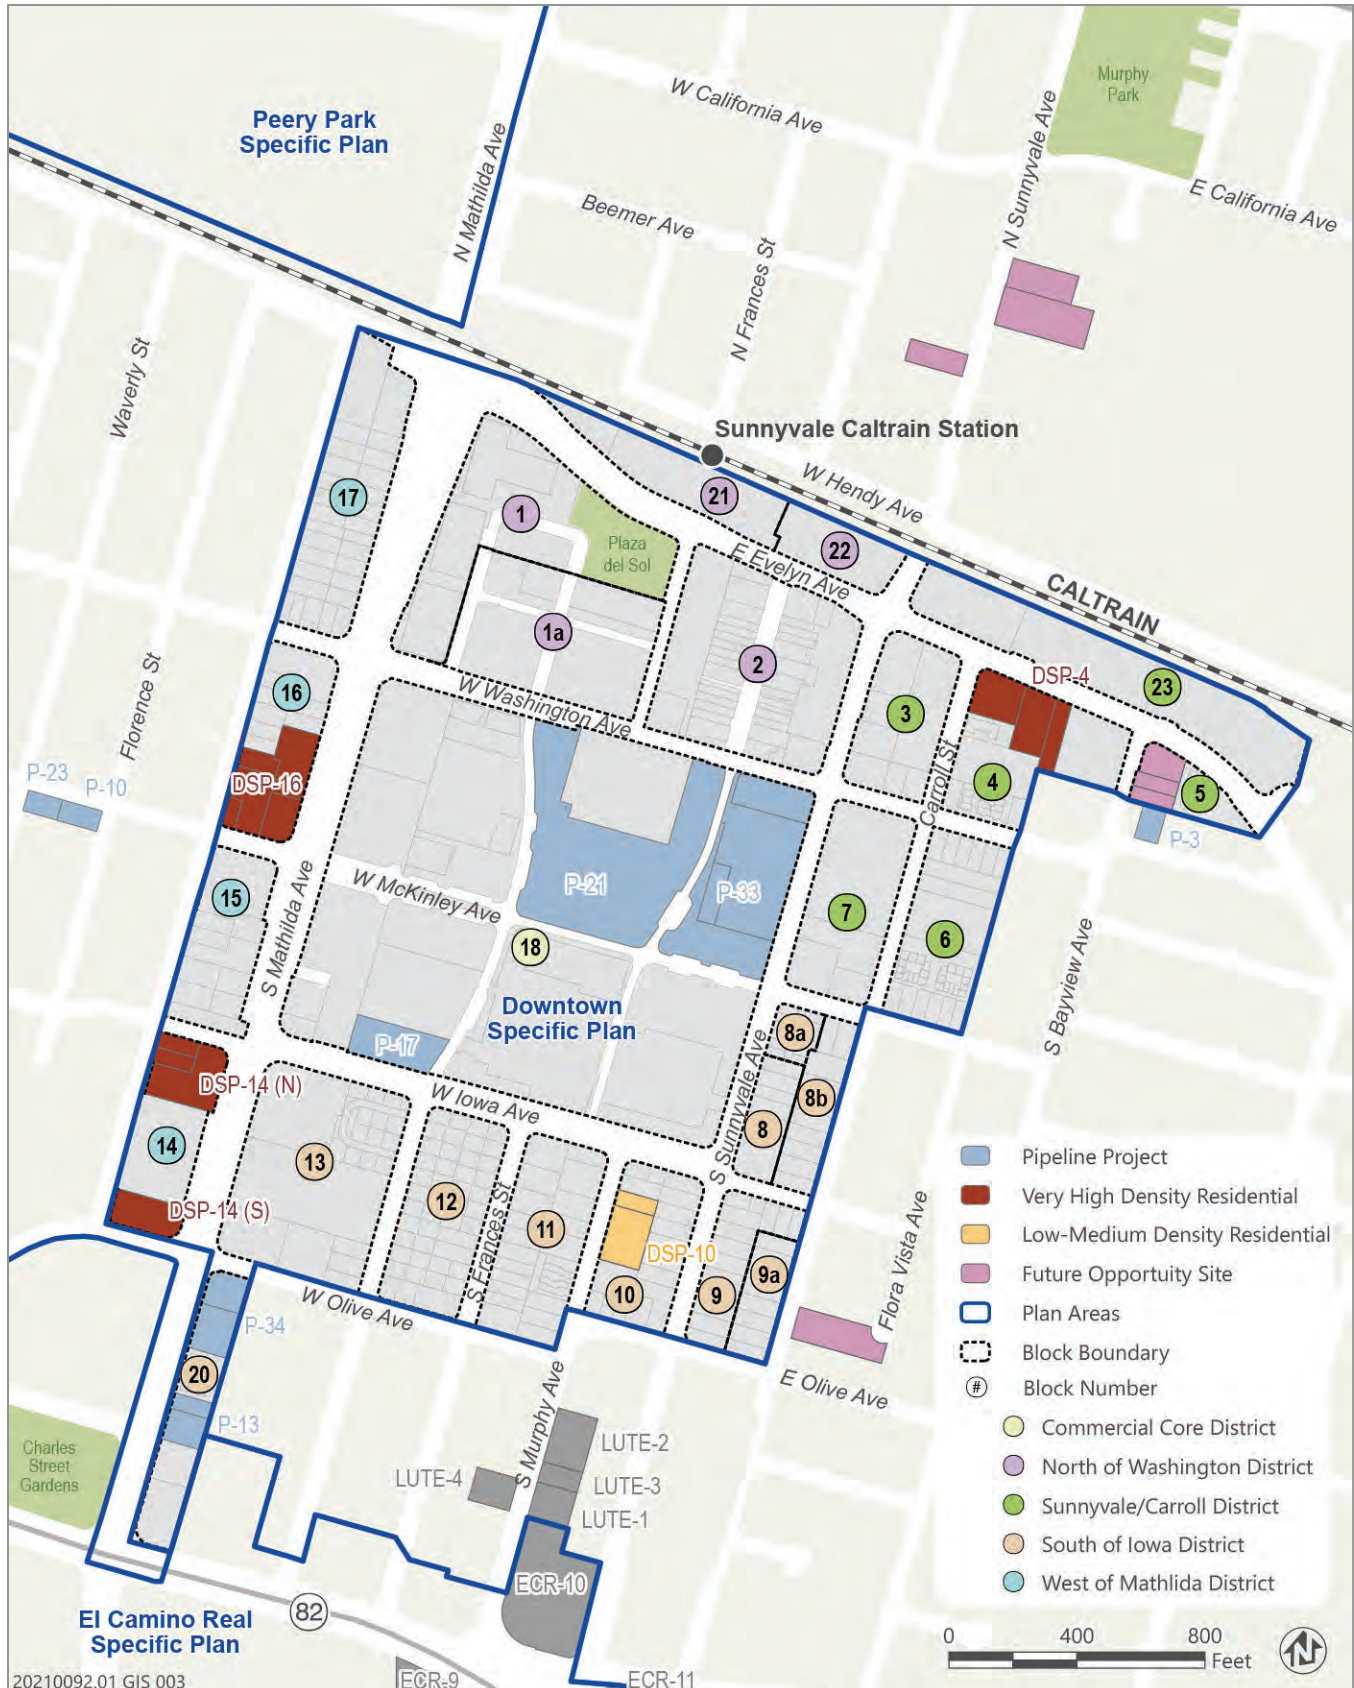 Murphy
Park
W California Ave
Peery Park
Specific Plan
N Mathilda Ave
N Sunnyvale Ave
E California Ave
Beemer Ave
N Frances St
Waverly St
Sunnyvale Caltrain Station
W Hendy Ave
17
21
1
22
Plaza
del Sol
E Evelyn Ave
CALTRAIN
1a
2
DSP-4
23
16
W Washington Ave
3
Florence St
Carroll St
4
5
P-23
P-10
DSP-16
P-3
P-21
P-33
W McKinley Ave
15
7
6
18
S Mathilda Ave
Downtown
Specific Plan
S Bayview Ave
8a
P-17
DSP-14 (N)
W Iowa Ave
S Sunnyvale Ave
8b
8
14
13
12
11
S Frances St
DSP-14 (S)
DSP-10
10
9
9a
Flora Vista Ave
W Olive Ave
P-34
20
E Olive Ave
P-13
S Murphy Ave
Charles
Street
Gardens
LUTE-2
LUTE-4
LUTE-3
LUTE-1
ECR-10
82
El Camino Real
Specific Plan
ECR-9
ECR-11
20210092.01 GIS 003
Pipeline Project
Very High Density Residential
Low-Medium Density Residential
Future Opportuity Site
Plan Areas
Block Boundary
# Block Number
Commercial Core District
North of Washington District
Sunnyvale/Carroll District
South of Iowa District
West of Mathlida District
0 400 800
Feet
N